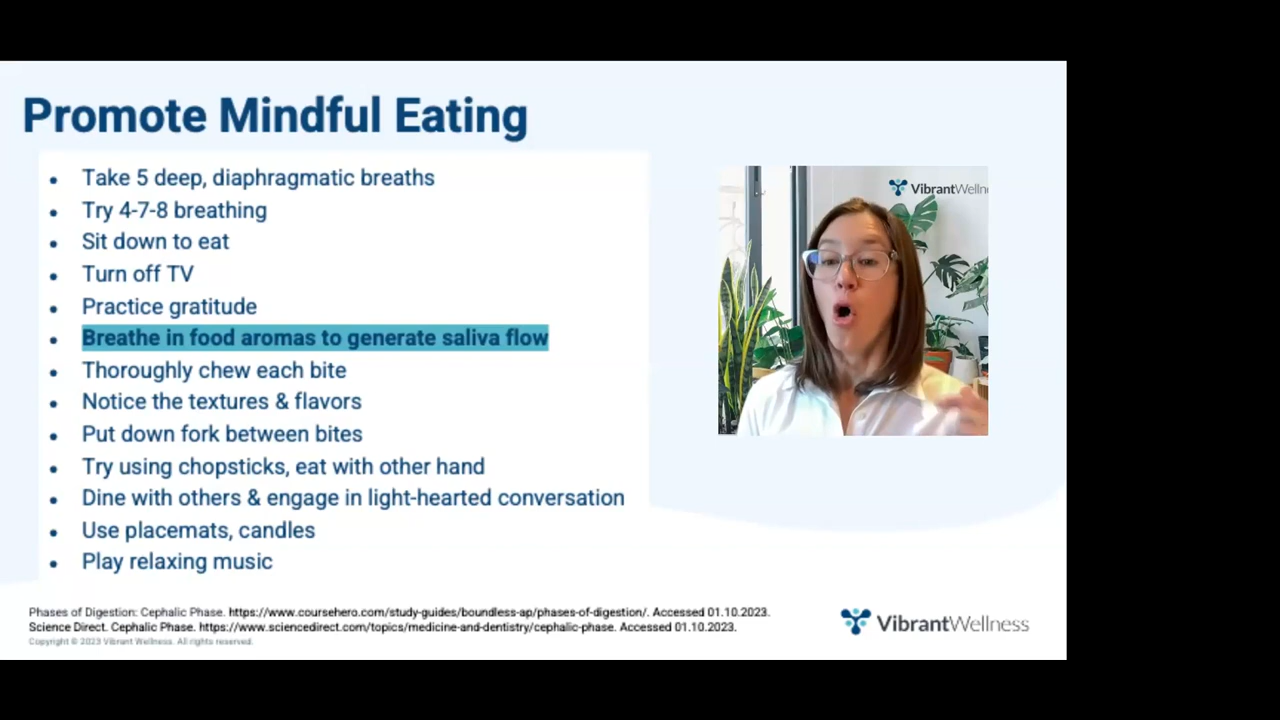 Promote Mindful Eating
• Take 5 deep, diaphragmatic breaths
• Try 4-7-8 breathing
• Sit down to eat
• Turn off TV
• Practice gratitude
• Breathe in food aromas to generate saliva flow
• Thoroughly chew each bite
• Notice the textures & flavors
• Put down fork between bites
• Try using chopsticks, eat with other hand
• Dine with others & engage in light-hearted conversation
• Use placemats, candles
• Play relaxing music
VibrantWelln
Phases of Digestion: Cephalic Phase. https://www.coursehero.com/study-guides/boundless-ap/phases-of-digestion/. Accessed 01.10.2023.
Science Direct. Cephalic Phase. https://www.sciencedirect.com/topics/medicine-and-dentistry/cephalic-phase. Accessed 01.10.2023.
Copyright © 2023 Vibrant Wellness. All rights reserved.
VibrantWellness